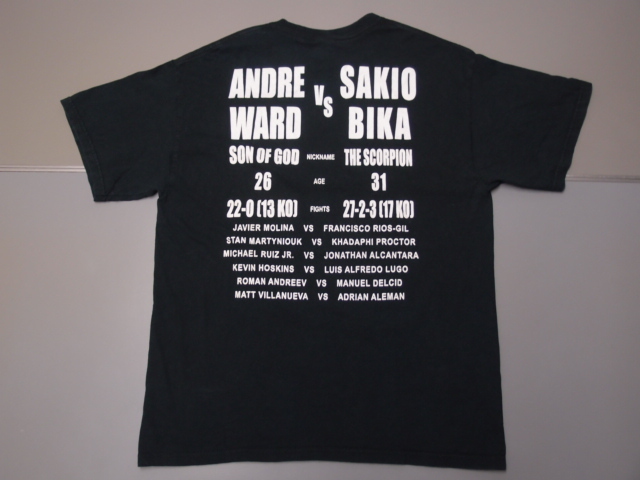 ANDRE VS SAKIO
WARD BIKA
SON OF GOD NICKNAME THE SCORPION
26 AGE 31
22-0 (13 KO) FIGHTS 27-2-3 (17 KO)
JAVIER MOLINA VS FRANCISCO RIOS-GIL
STAN MARTYNIOUK VS KHADAPHI PROCTOR
MICHAEL RUIZ JR. VS JONATHAN ALCANTARA
KEVIN HOSKINS VS LUIS ALFREDO LUGO
ROMAN ANDREEV VS MANUEL DELCID
MATT VILLANUEVA VS ADRIAN ALEMAN